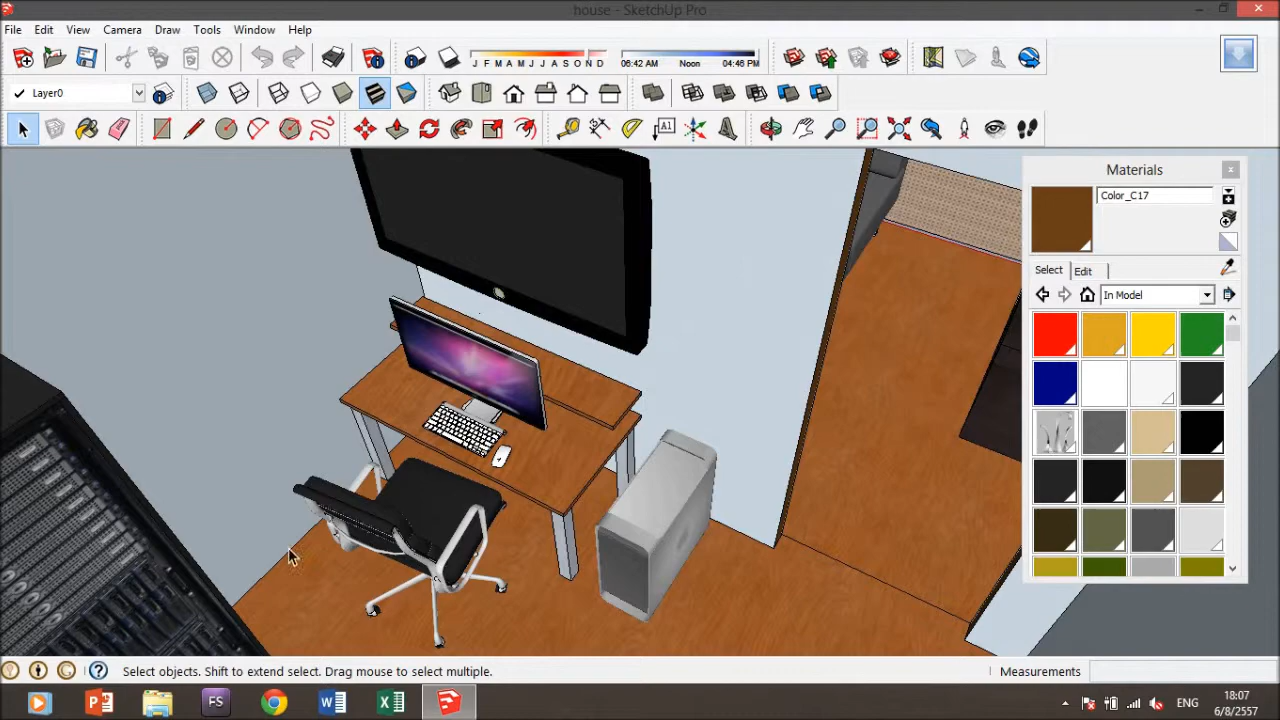 house - SketchUp Pro
File Edit View Camera Draw Tools Window Help
J F M A M J J A S O N D 06:42 AM Noon 04:46 PM
Layer0
A1
Materials
Color_C17
Select Edit
In Model
Select objects. Shift to extend select. Drag mouse to select multiple.
Measurements
FS
ENG
18:07
6/8/2557